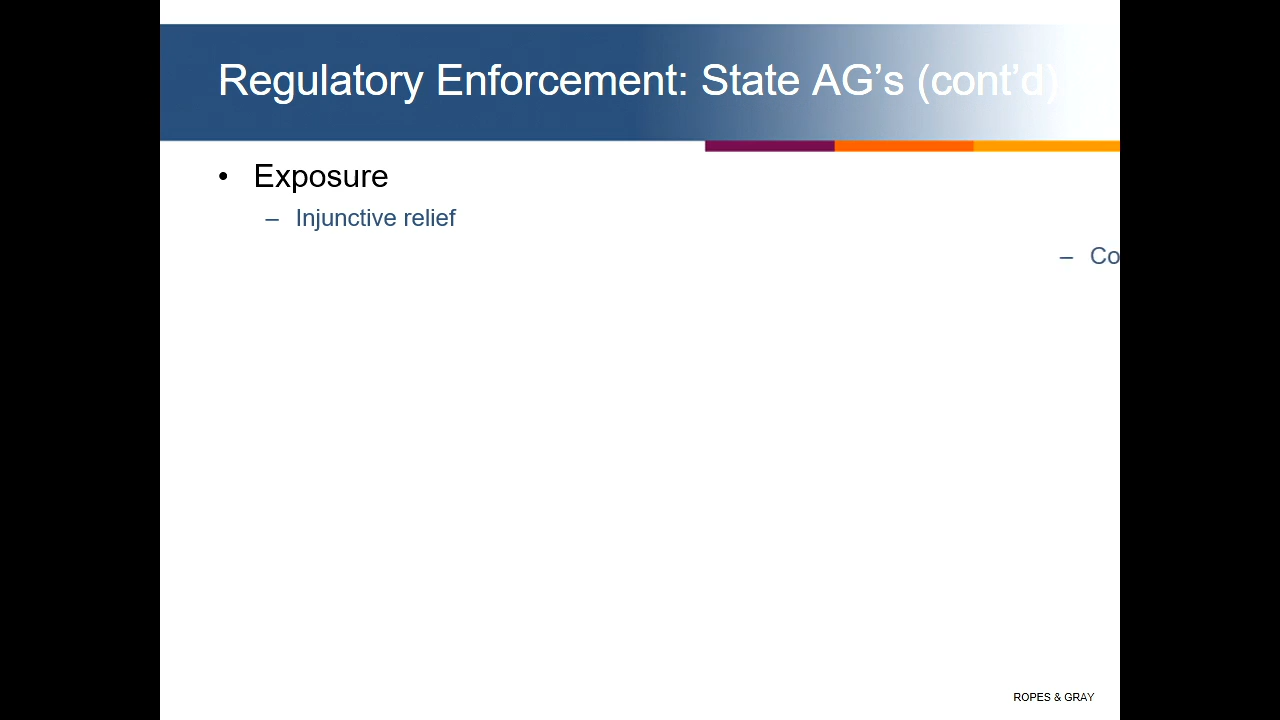 Regulatory Enforcement: State AG’s (cont’d)
• Exposure
– Injunctive relief
– Co
ROPES & GRAY